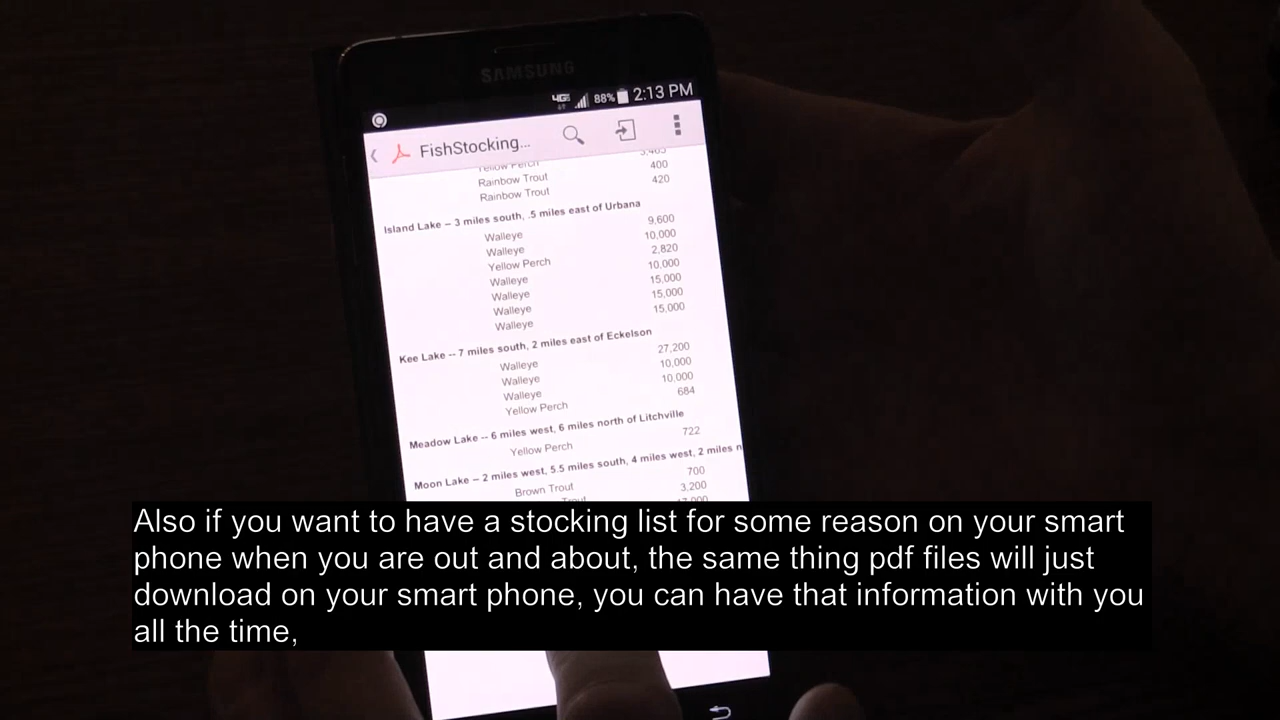 SAMSUNG
4G 88% 2:13 PM
FishStocking...
Yellow Perch 3,465
Rainbow Trout 400
Rainbow Trout 420
Island Lake -- 3 miles south, .5 miles east of Urbana
Walleye 9,600
Walleye 10,000
Yellow Perch 2,820
Walleye 10,000
Walleye 15,000
Walleye 15,000
Walleye 15,000
Kee Lake -- 7 miles south, 2 miles east of Eckelson
Walleye 27,200
Walleye 10,000
Walleye 10,000
Yellow Perch 684
Meadow Lake -- 6 miles west, 6 miles north of Litchville
Yellow Perch 722
Moon Lake -- 2 miles west, 5.5 miles south, 4 miles west, 2 miles n
Brown Trout 700
Trout 3,200
Also if you want to have a stocking list for some reason on your smart
phone when you are out and about, the same thing pdf files will just
download on your smart phone, you can have that information with you
all the time,